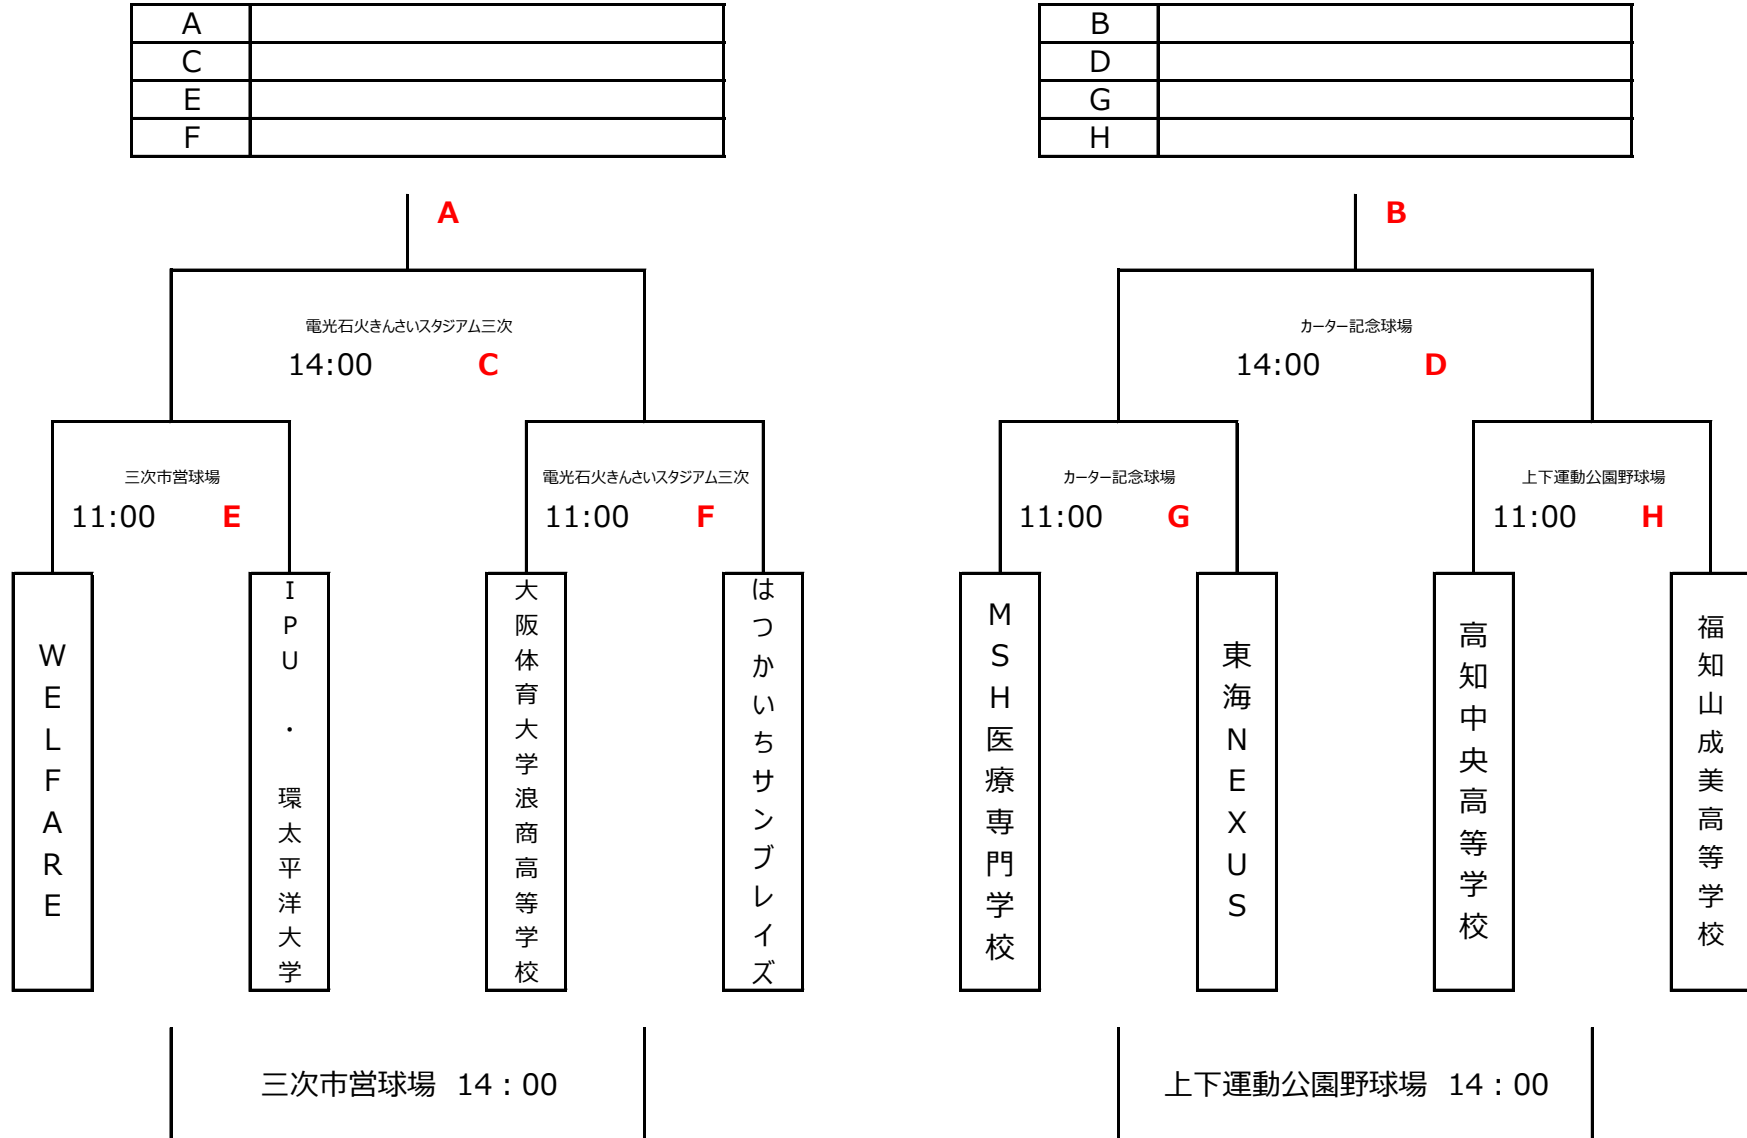 A
C
E
F
B
D
G
H
A
B
電光石火きんさいスタジアム三次
14:00 C
カーター記念球場
14:00 D
三次市営球場
11:00 E
電光石火きんさいスタジアム三次
11:00 F
カーター記念球場
11:00 G
上下運動公園野球場
11:00 H
WELFARE
IPU・環太平洋大学
大阪体育大学浪商高等学校
はつかいちサンブレイズ
MSH医療専門学校
東海NEXUS
高知中央高等学校
福知山成美高等学校
三次市営球場 14：00
上下運動公園野球場 14：00